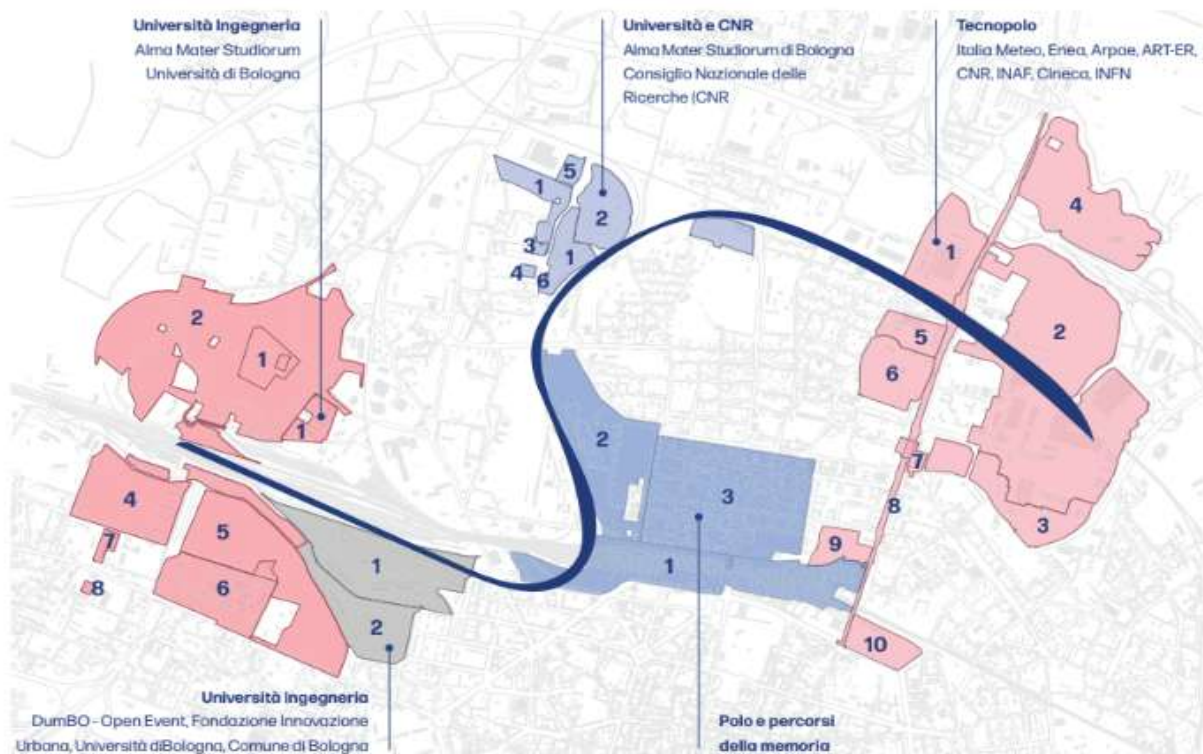 Università Ingegneria
Alma Mater Studiorum
Università di Bologna
Università e CNR
Alma Mater Studiorum di Bologna
Consiglio Nazionale delle
Ricerche (CNR
Tecnopolo
Italia Meteo, Enea, Arpae, ART-ER,
CNR, INAF, Cineca, INFN
1
5
2
3
1
4
6
4
1
2
5
6
7
8
3
9
10
2
1
1
4
5
7
6
8
1
2
2
3
1
Università Ingegneria
DumBO - Open Event, Fondazione Innovazione
Urbana, Università diBologna, Comune di Bologna
Polo e percorsi
della memoria